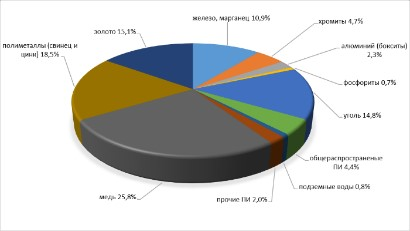 железо, марганец 10,9%
хромиты 4,7%
алюминий (бокситы)
2,3%
фосфориты 0,7%
уголь 14,8%
общераспространеные
ПИ 4,4%
подземные воды 0,8%
прочие ПИ 2,0%
медь 25,8%
полиметаллы (свинец и
цинк) 18,5%
золото 15,1%